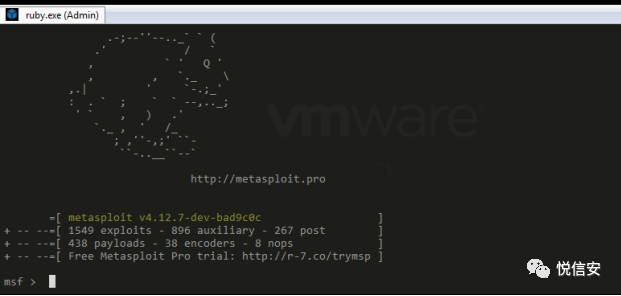 ruby.exe (Admin)
vmware
http://metasploit.pro
=[ metasploit v4.12.7-dev-bad9c0c ]
+ -- --=[ 1549 exploits - 896 auxiliary - 267 post ]
+ -- --=[ 438 payloads - 38 encoders - 8 nops ]
+ -- --=[ Free Metasploit Pro trial: http://r-7.co/trymsp ]
msf >
悦信安